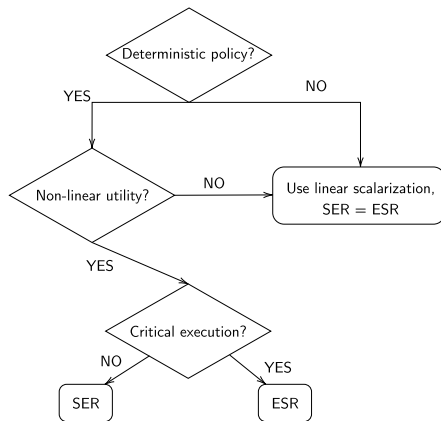 Deterministic policy?
YES
NO
Non-linear utility?
NO
Use linear scalarization,
SER = ESR
YES
Critical execution?
NO
YES
SER
ESR